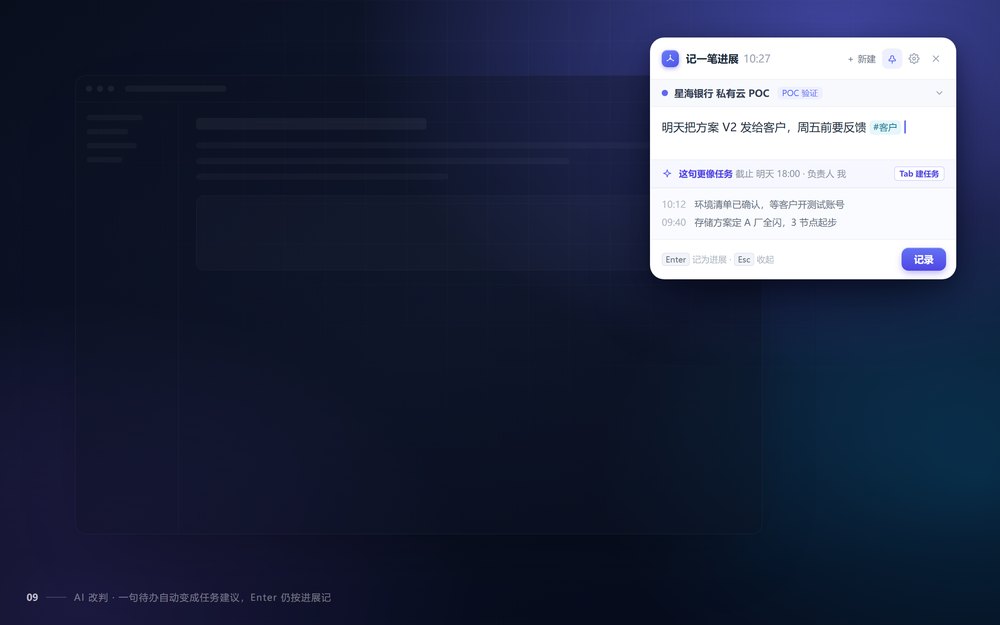 记一笔进展 10:27 + 新建
星海银行 私有云 POC POC 验证
明天把方案 V2 发给客户，周五前要反馈 #客户
这句更像任务 截止 明天 18:00 · 负责人 我 Tab 建任务
10:12 环境清单已确认，等客户开测试账号
09:40 存储方案定 A 厂全闪，3 节点起步
Enter 记为进展 · Esc 收起 记录
09 AI 改判 · 一句待办自动变成任务建议，Enter 仍按进展记